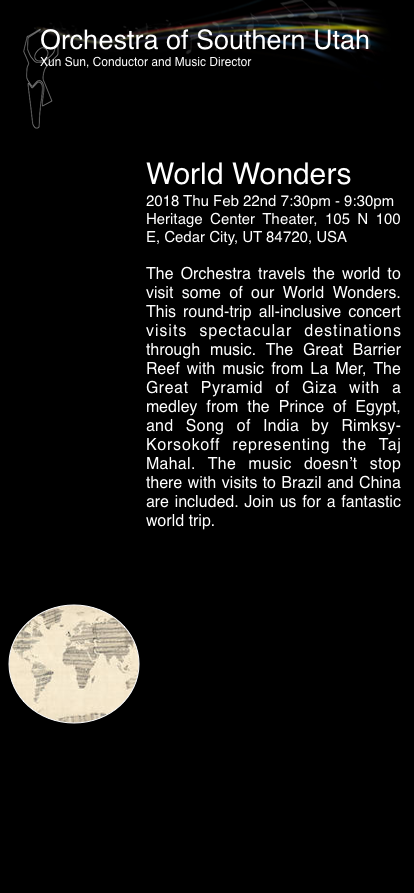 Orchestra of Southern Utah
Xun Sun, Conductor and Music Director
World Wonders
2018 Thu Feb 22nd 7:30pm - 9:30pm
Heritage Center Theater, 105 N 100
E, Cedar City, UT 84720, USA
The Orchestra travels the world to
visit some of our World Wonders.
This round-trip all-inclusive concert
visits spectacular destinations
through music. The Great Barrier
Reef with music from La Mer, The
Great Pyramid of Giza with a
medley from the Prince of Egypt,
and Song of India by Rimksy-
Korsokoff representing the Taj
Mahal. The music doesn't stop
there with visits to Brazil and China
are included. Join us for a fantastic
world trip.